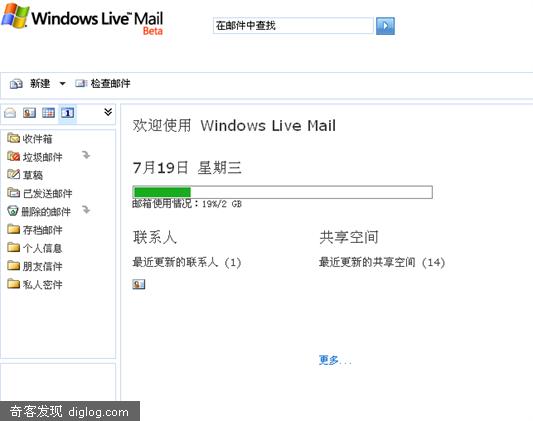 Windows Live™ Mail
Beta
在邮件中查找
新建 检查邮件
1
收件箱
垃圾邮件
草稿
已发送邮件
删除的邮件
存档邮件
个人信息
朋友信件
私人密件
欢迎使用 Windows Live Mail
7月19日 星期三
邮箱使用情况：19%/2 GB
联系人 共享空间
最近更新的联系人 (1) 最近更新的共享空间 (14)
更多...
奇客发现 diglog.com